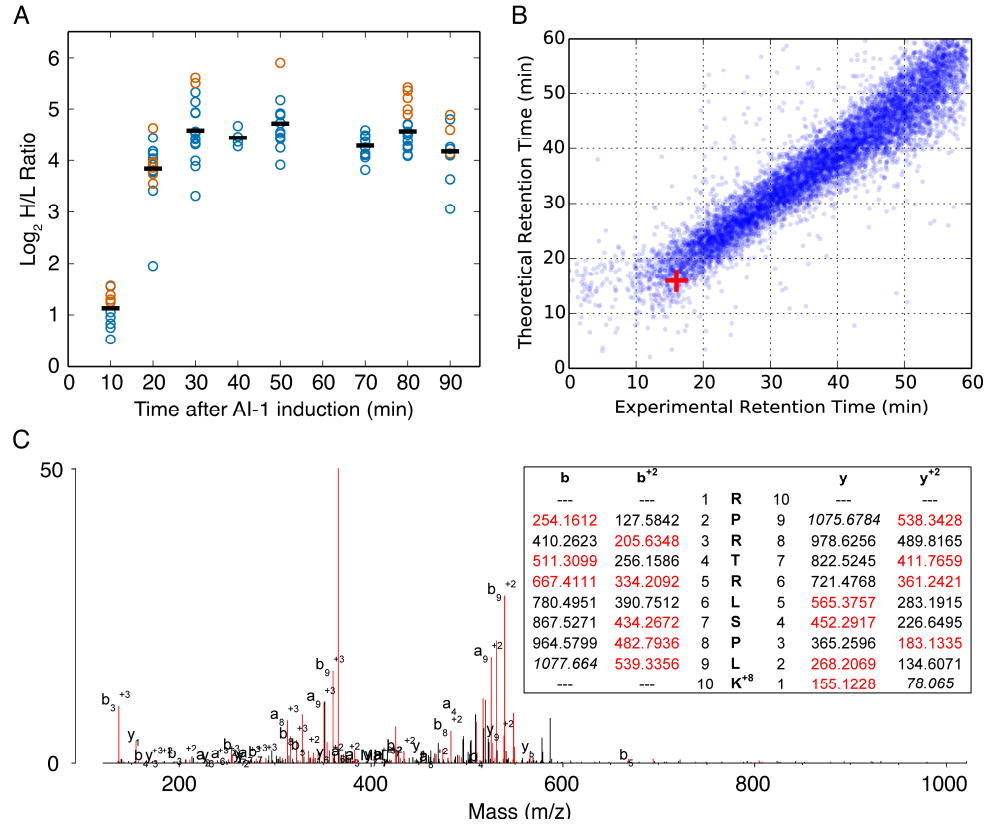 A
B
6
5
4
3
2
1
0
Log2 H/L Ratio
0 10 20 30 40 50 60 70 80 90
Time after AI-1 induction (min)
60
50
40
30
20
10
0
Theoretical Retention Time (min)
0 10 20 30 40 50 60
Experimental Retention Time (min)
C
50
0
b3+3
a8+3
b9+3
a9+3
a4
b8+2
a9+2
b9+2
y9+2
b5
200 400 600 800 1000
Mass (m/z)
b b+2 y y+2
--- --- 1 R 10 --- ---
254.1612 127.5842 2 P 9 1075.6784 538.3428
410.2623 205.6348 3 R 8 978.6256 489.8165
511.3099 256.1586 4 T 7 822.5245 411.7659
667.4111 334.2092 5 R 6 721.4768 361.2421
780.4951 390.7512 6 L 5 565.3757 283.1915
867.5271 434.2672 7 S 4 452.2917 226.6495
964.5799 482.7936 8 P 3 365.2596 183.1335
1077.664 539.3356 9 L 2 268.2069 134.6071
--- --- 10 K+8 1 155.1228 78.065